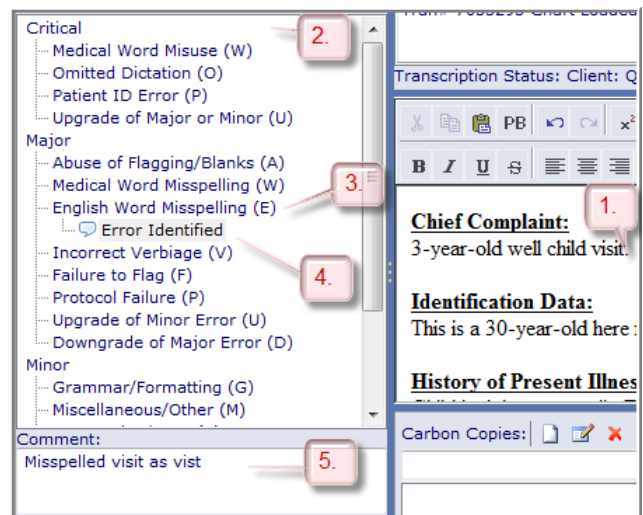 Critical
2.
Medical Word Misuse (W)
Omitted Dictation (O)
Patient ID Error (P)
Upgrade of Major or Minor (U)
Major
Abuse of Flagging/Blanks (A)
Medical Word Misspelling (W)
3.
English Word Misspelling (E)
Error Identified
4.
Incorrect Verbiage (V)
Failure to Flag (F)
Protocol Failure (P)
Upgrade of Minor Error (U)
Downgrade of Major Error (D)
Minor
Grammar/Formatting (G)
Miscellaneous/Other (M)
Comment:
Misspelled visit as vist
5.
Transcription Status: Client: Q
PB
x²
B I U S
1.
Chief Complaint:
3-year-old well child visit.
Identification Data:
This is a 30-year-old here
History of Present Illnes
Carbon Copies: